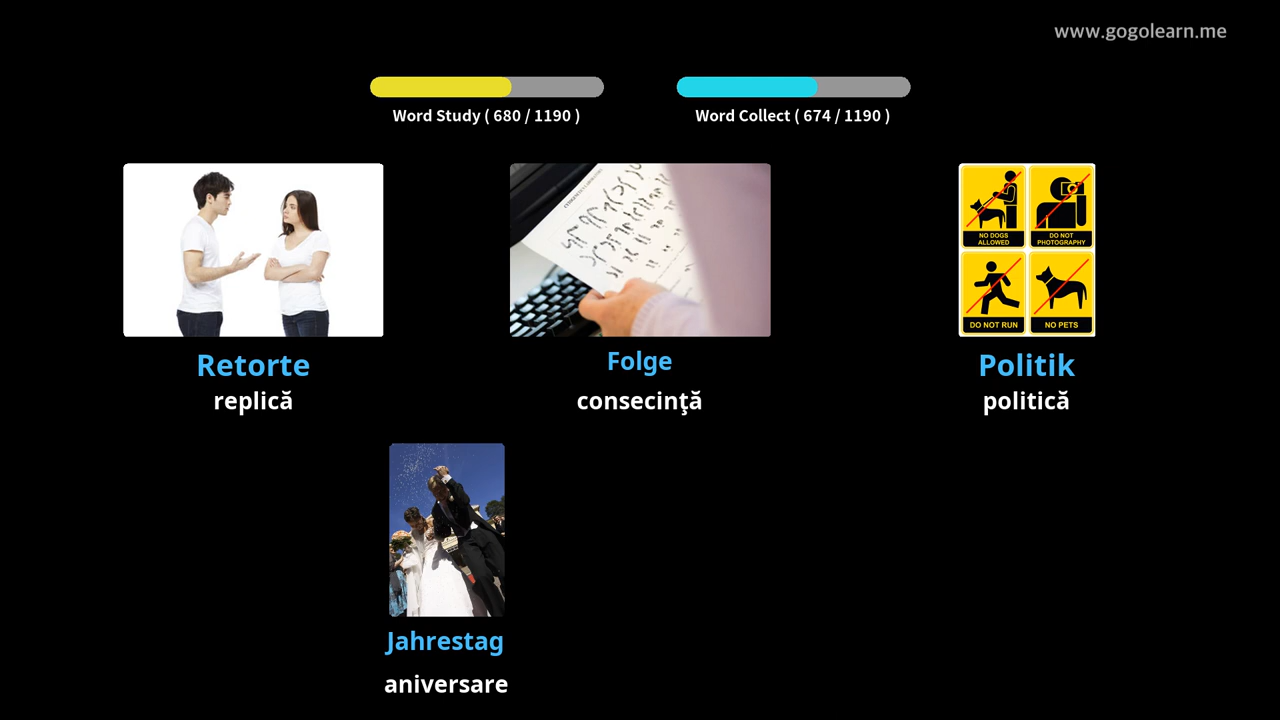 www.gogolearn.me
Word Study ( 680 / 1190 )
Word Collect ( 674 / 1190 )
NO DOGS
ALLOWED
DO NOT
PHOTOGRAPHY
DO NOT RUN
NO PETS
Retorte
replică
Folge
consecinţă
Politik
politică
Jahrestag
aniversare